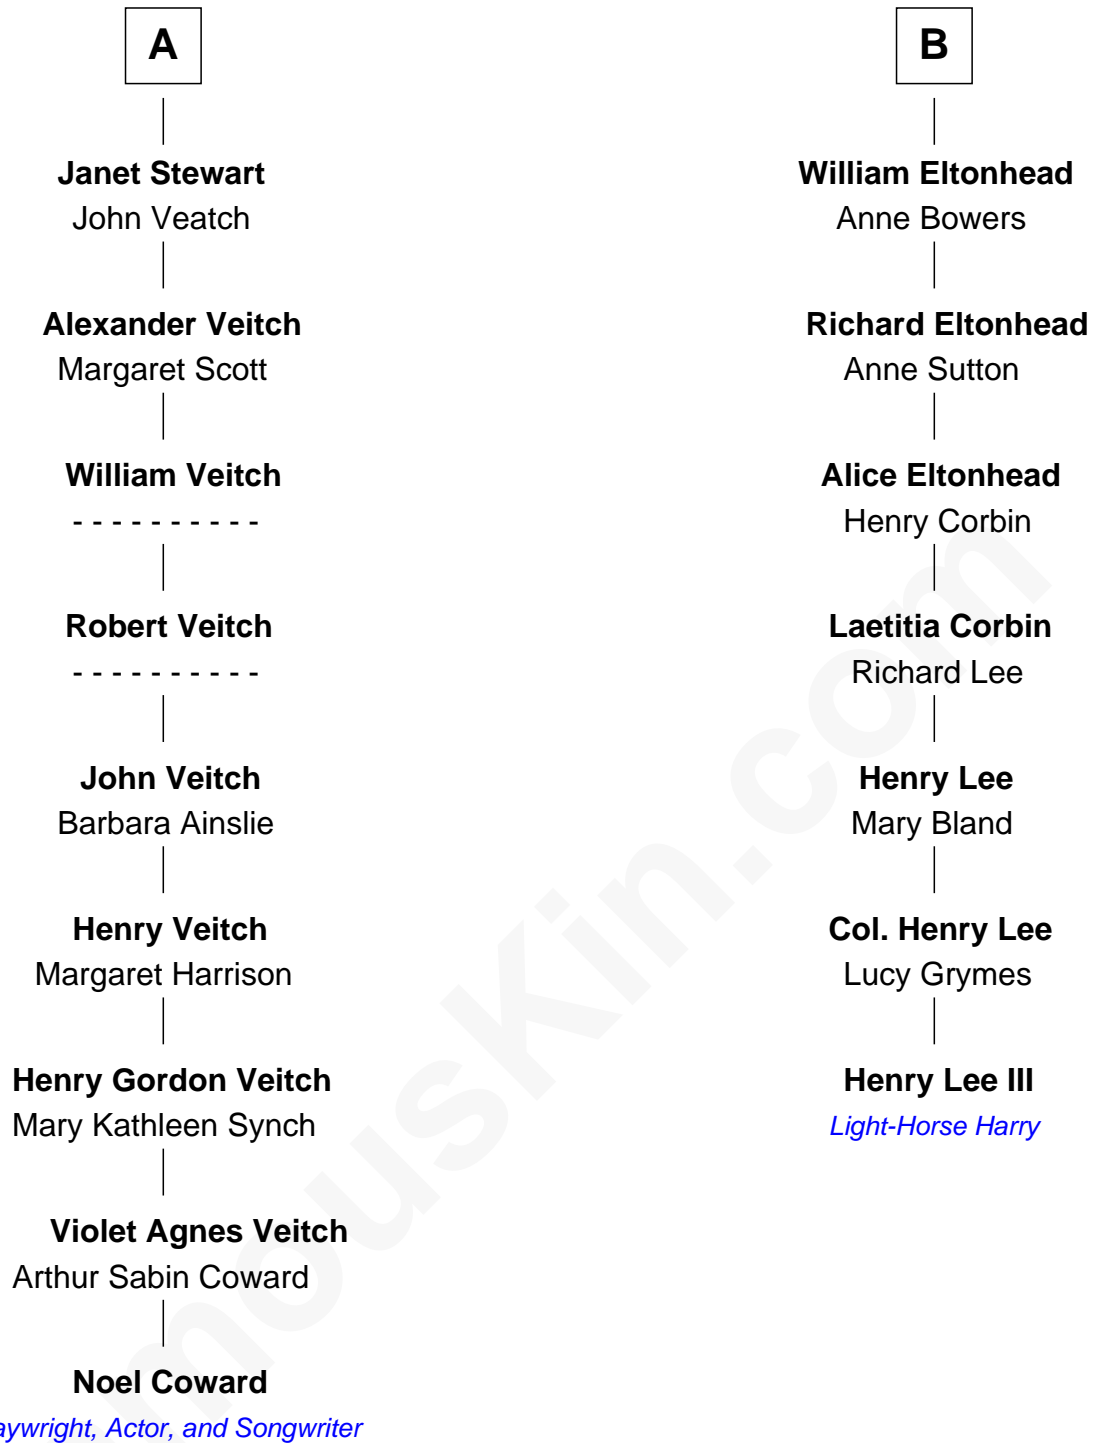 A
Janet Stewart
John Veatch
Alexander Veitch
Margaret Scott
William Veitch
- - - - - - - - - -
Robert Veitch
- - - - - - - - - -
John Veitch
Barbara Ainslie
Henry Veitch
Margaret Harrison
Henry Gordon Veitch
Mary Kathleen Synch
Violet Agnes Veitch
Arthur Sabin Coward
Noel Coward
aywright, Actor, and Songwriter
B
William Eltonhead
Anne Bowers
Richard Eltonhead
Anne Sutton
Alice Eltonhead
Henry Corbin
Laetitia Corbin
Richard Lee
Henry Lee
Mary Bland
Col. Henry Lee
Lucy Grymes
Henry Lee III
Light-Horse Harry
mousKin.com